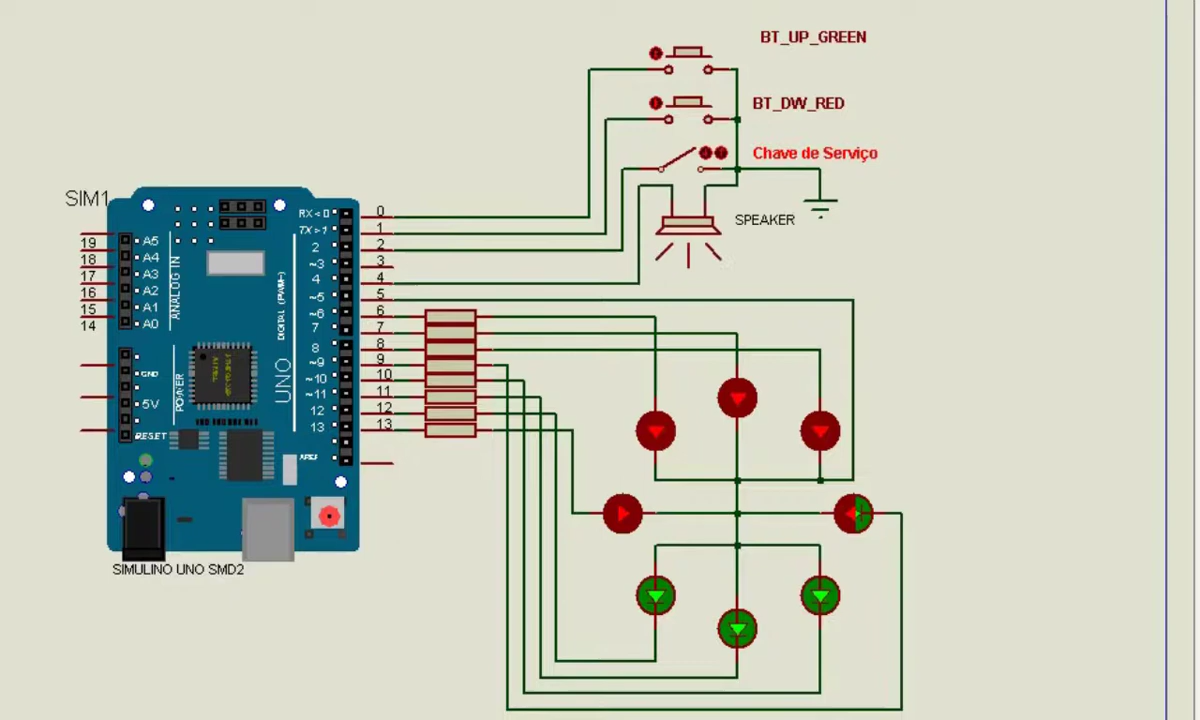 BT_UP_GREEN
BT_DW_RED
Chave de Serviço
SPEAKER
SIM1
RX < 0
TX > 1
2
~3
4
~5
~6
7
8
~9
~10
~11
12
13
AREF
0
1
2
3
4
5
6
7
8
9
10
11
12
13
19
18
17
16
15
14
A5
A4
A3
A2
A1
A0
ANALOG IN
DIGITAL (PWM~)
UNO
POWER
GND
5V
RESET
SIMULINO UNO SMD2